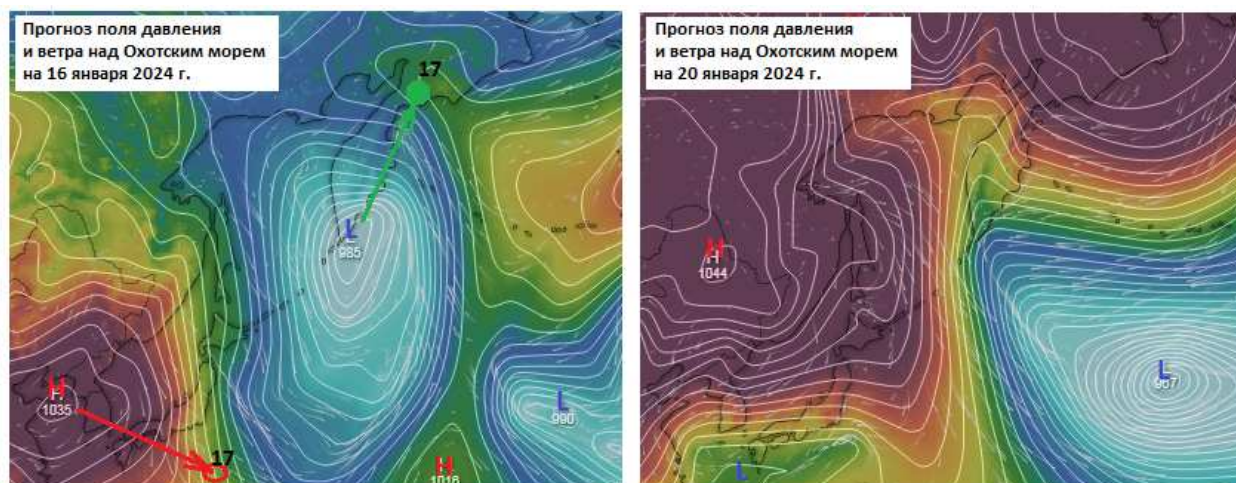 Прогноз поля давления
и ветра над Охотским морем
на 16 января 2024 г.
17
L
985
H
H
1035
17
L
990
H
1016
Прогноз поля давления
и ветра над Охотским морем
на 20 января 2024 г.
H
H
1044
L
967
L